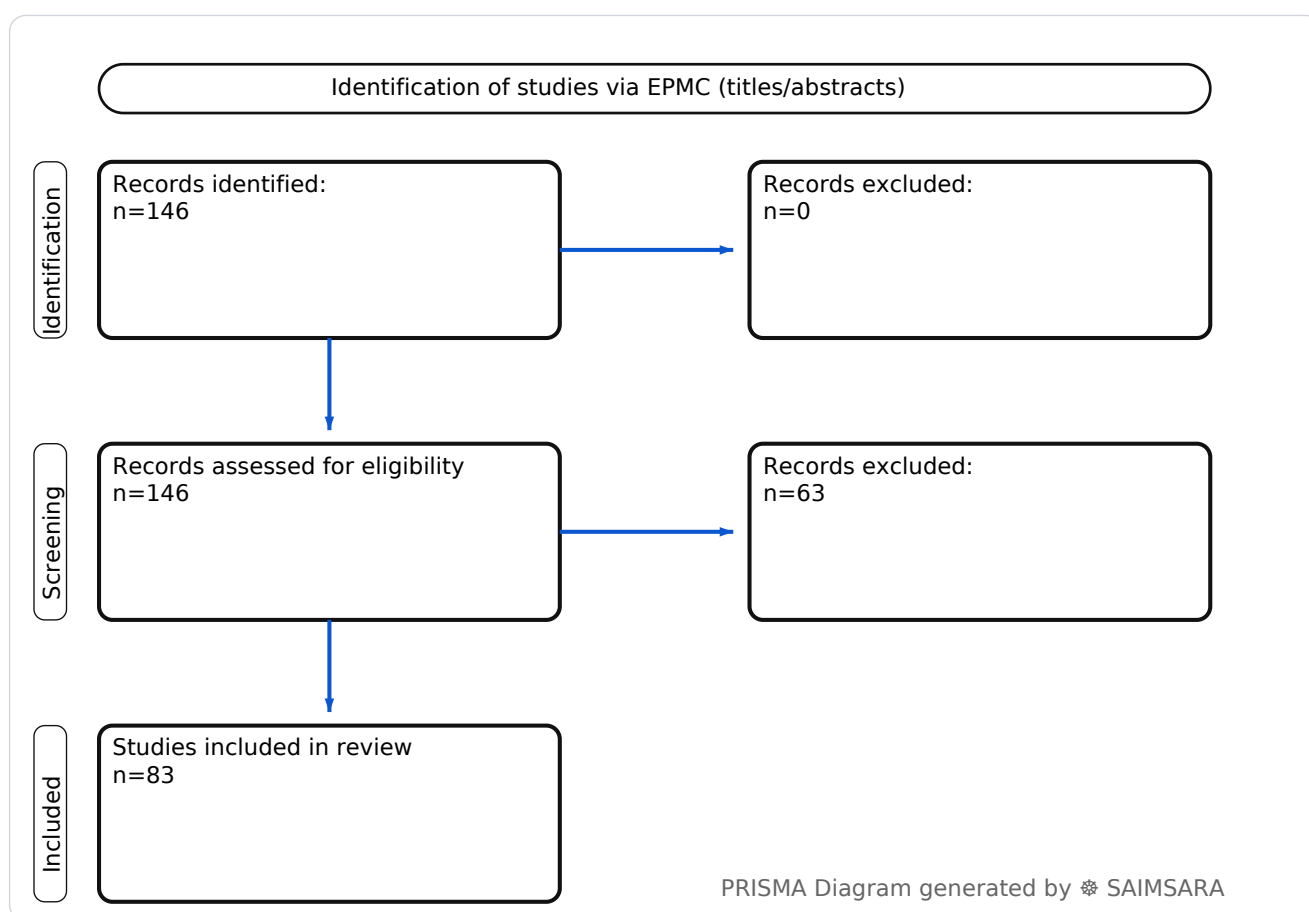 Identification of studies via EPMC (titles/abstracts)
Identification
Records identified:
n=146
Records excluded:
n=0
Screening
Records assessed for eligibility
n=146
Records excluded:
n=63
Included
Studies included in review
n=83
PRISMA Diagram generated by ☸ SAIMSARA